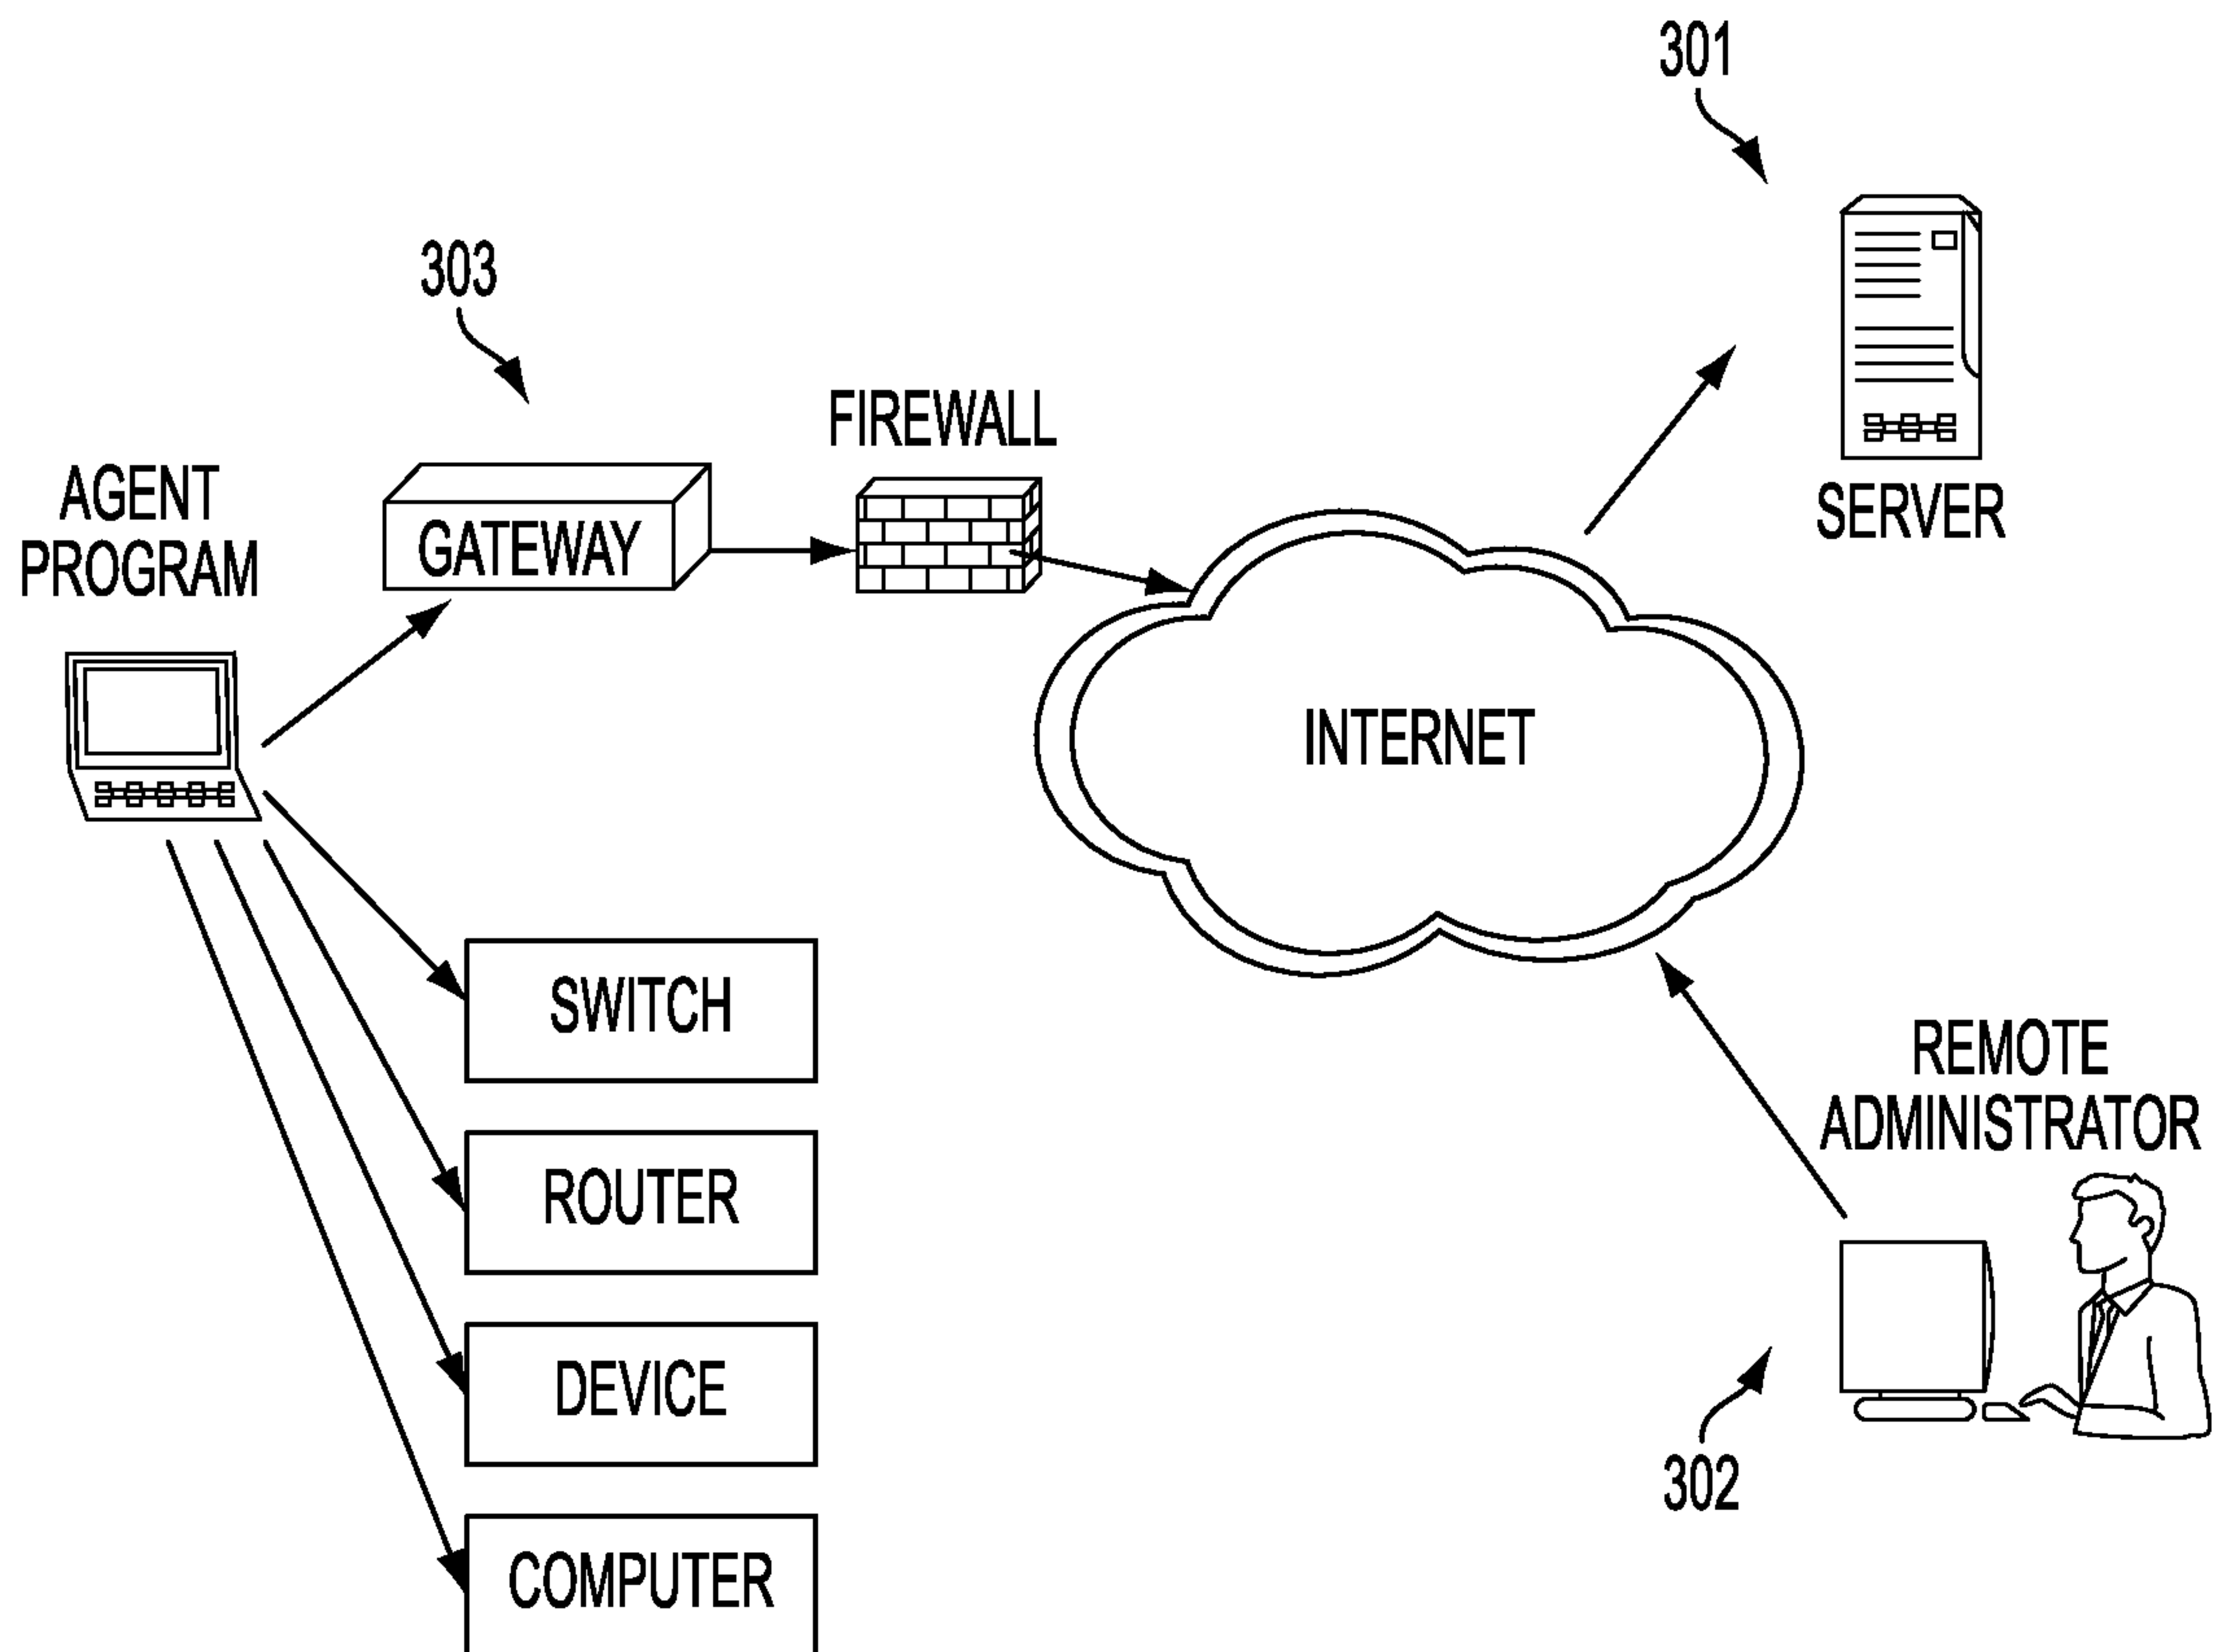 301
303
FIREWALL
AGENT
PROGRAM
GATEWAY
SERVER
INTERNET
SWITCH
REMOTE
ADMINISTRATOR
ROUTER
DEVICE
302
COMPUTER